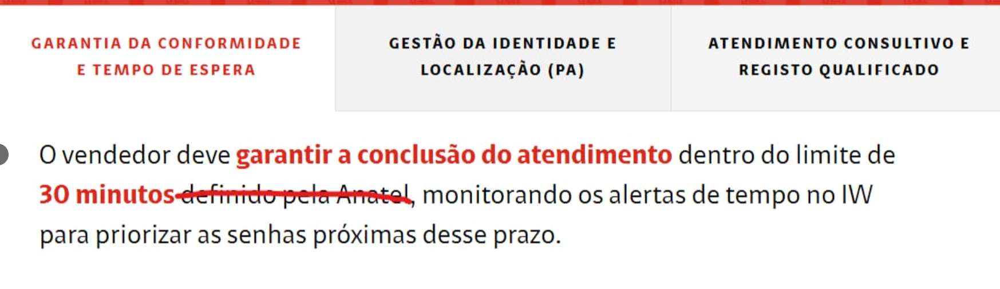 GARANTIA DA CONFORMIDADE
E TEMPO DE ESPERA
GESTÃO DA IDENTIDADE E
LOCALIZAÇÃO (PA)
ATENDIMENTO CONSULTIVO E
REGISTO QUALIFICADO
O vendedor deve garantir a conclusão do atendimento dentro do limite de
30 minutos definido pela Anatel, monitorando os alertas de tempo no IW
para priorizar as senhas próximas desse prazo.